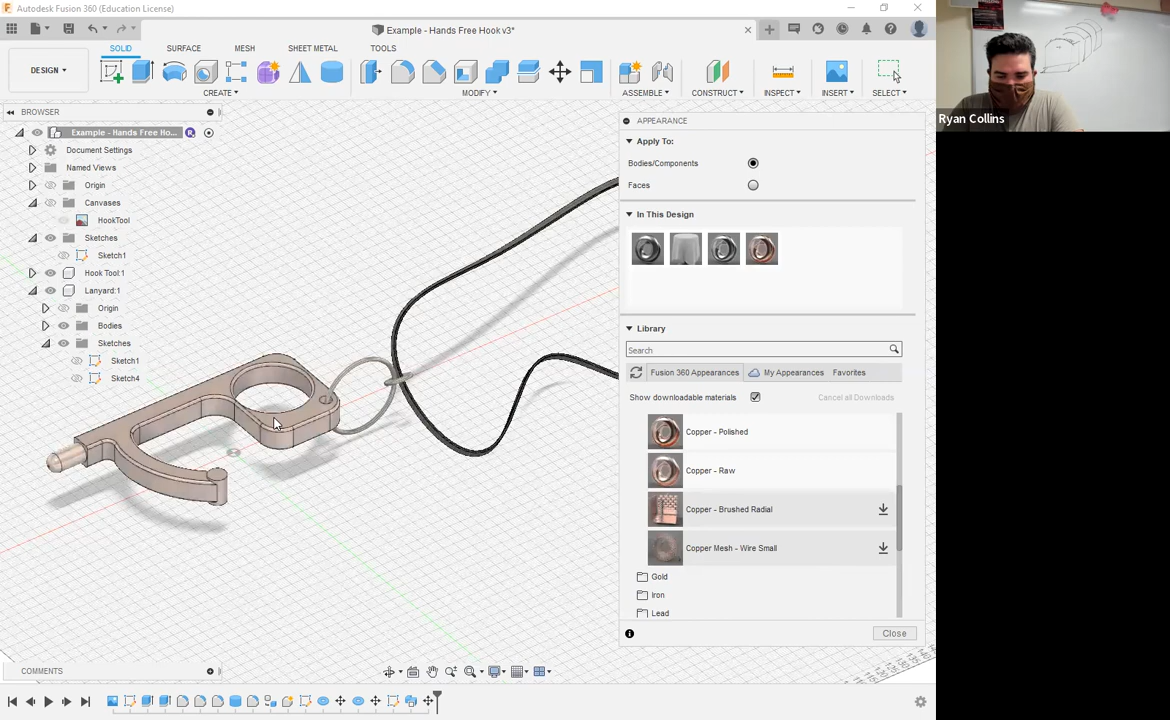 Autodesk Fusion 360 (Education License)
Example - Hands Free Hook v3*
SOLID SURFACE MESH SHEET METAL TOOLS
DESIGN
CREATE MODIFY ASSEMBLE CONSTRUCT INSPECT INSERT SELECT
BROWSER
Example - Hands Free Ho... R
Document Settings
Named Views
Origin
Canvases
HookTool
Sketches
Sketch1
Hook Tool:1
Lanyard:1
Origin
Bodies
Sketches
Sketch1
Sketch4
APPEARANCE
Apply To:
Bodies/Components
Faces
In This Design
Library
Search
Fusion 360 Appearances My Appearances Favorites
Show downloadable materials Cancel all Downloads
Copper - Polished
Copper - Raw
Copper - Brushed Radial
Copper Mesh - Wire Small
Gold
Iron
Lead
Close
COMMENTS
Ryan Collins